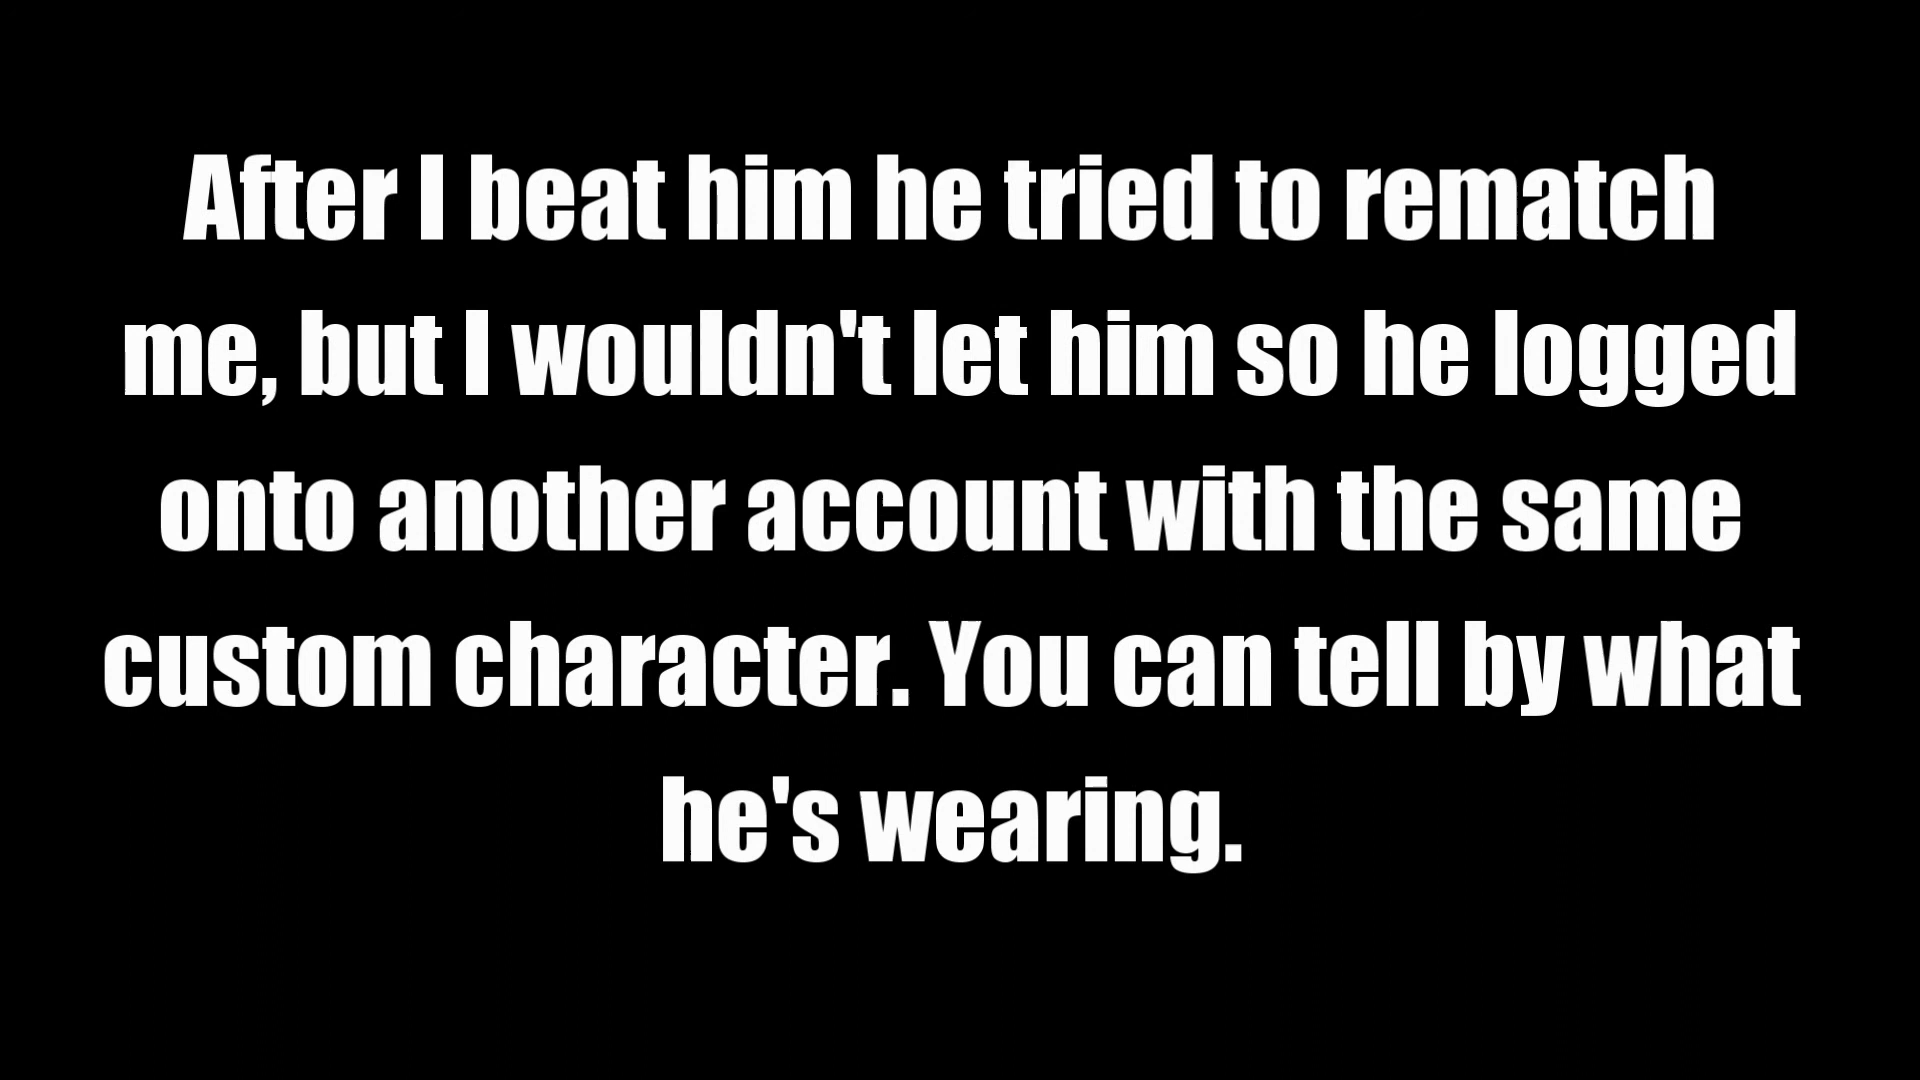 After I beat him he tried to rematch
me, but I wouldn't let him so he logged
onto another account with the same
custom character. You can tell by what
he's wearing.